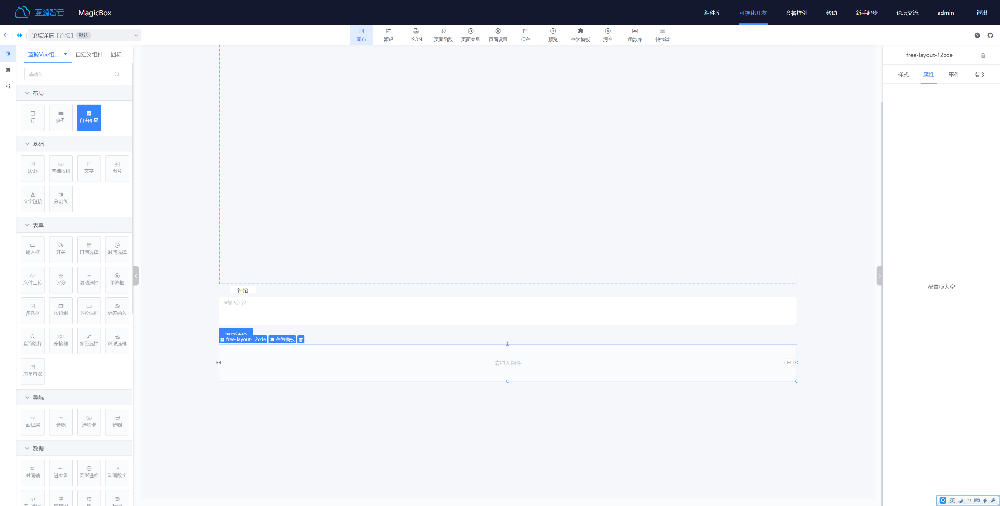 蓝鲸智云 MagicBox 组件库 可视化开发 套餐样例 帮助 新手起步 论坛交流 admin 退出
论坛详情【论坛】 默认 画布 源码 JSON 页面函数 页面变量 页面设置 保存 预览 存为模板 清空 函数库 快捷键
蓝鲸Vue组... 自定义组件 图标
请输入
布局
行 多列 自由布局
基础
段落 基础按钮 文字 图片
文字链接 分割线
表单
输入框 开关 日期选择 时间选择
文件上传 评分 滑动选择 单选框
多选框 按钮组 下拉选框 标签输入
查询选择 穿梭框 颜色选择 级联选框
表单容器
导航
面包屑 步骤 选项卡 步骤
数据
时间轴 进度条 圆形进度 动画数字
差异对比 轮播图 树 标记
评论
请输入评论
提交评论
free-layout-12cde 存为模板
请拖入组件
free-layout-12cde
样式 属性 事件 指令
配置项为空
英